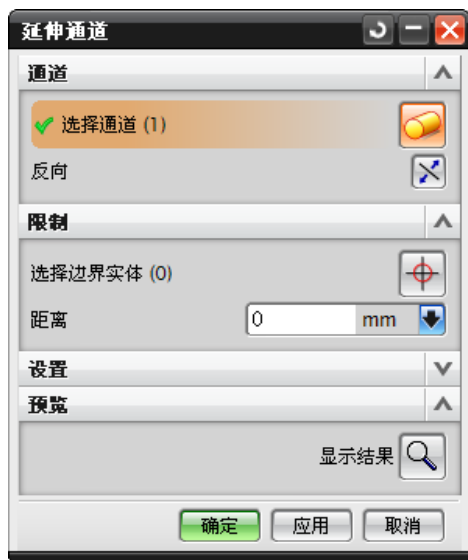 延伸通道
通道
选择通道 (1)
反向
限制
选择边界实体 (0)
距离 0 mm
设置
预览
显示结果
确定 应用 取消